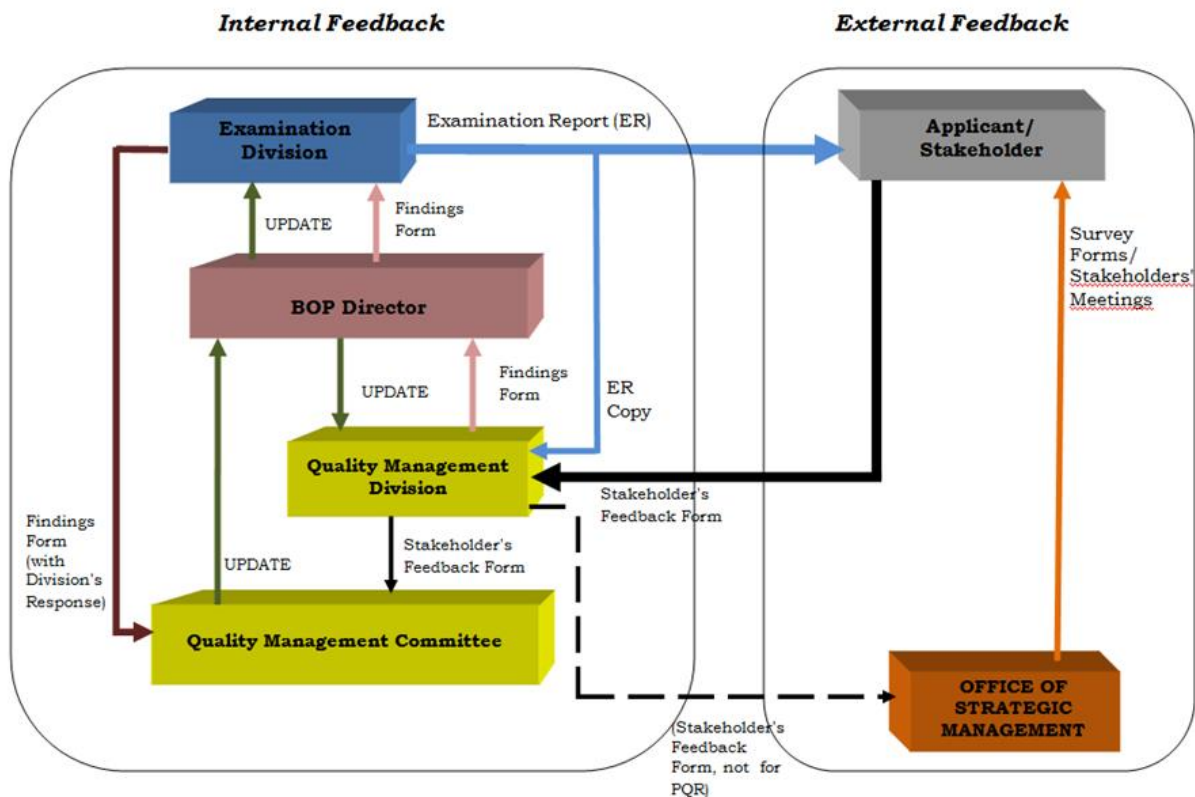 Internal Feedback
External Feedback
Examination
Division
Examination Report (ER)
Applicant/
Stakeholder
UPDATE
Findings
Form
BOP Director
Survey
Forms/
Stakeholders'
Meetings
UPDATE
Findings
Form
ER
Copy
Quality Management
Division
Stakeholder's
Feedback Form
Findings
Form
(with
Division's
Response)
UPDATE
Stakeholder's
Feedback Form
Quality Management Committee
OFFICE OF
STRATEGIC
MANAGEMENT
(Stakeholder's
Feedback
Form, not for
PQR)